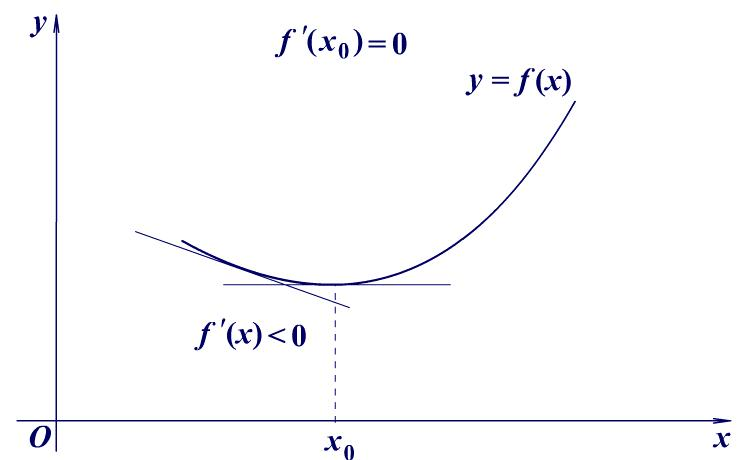 y
f ′(x₀) = 0
y = f(x)
f ′(x) < 0
O
x₀
x